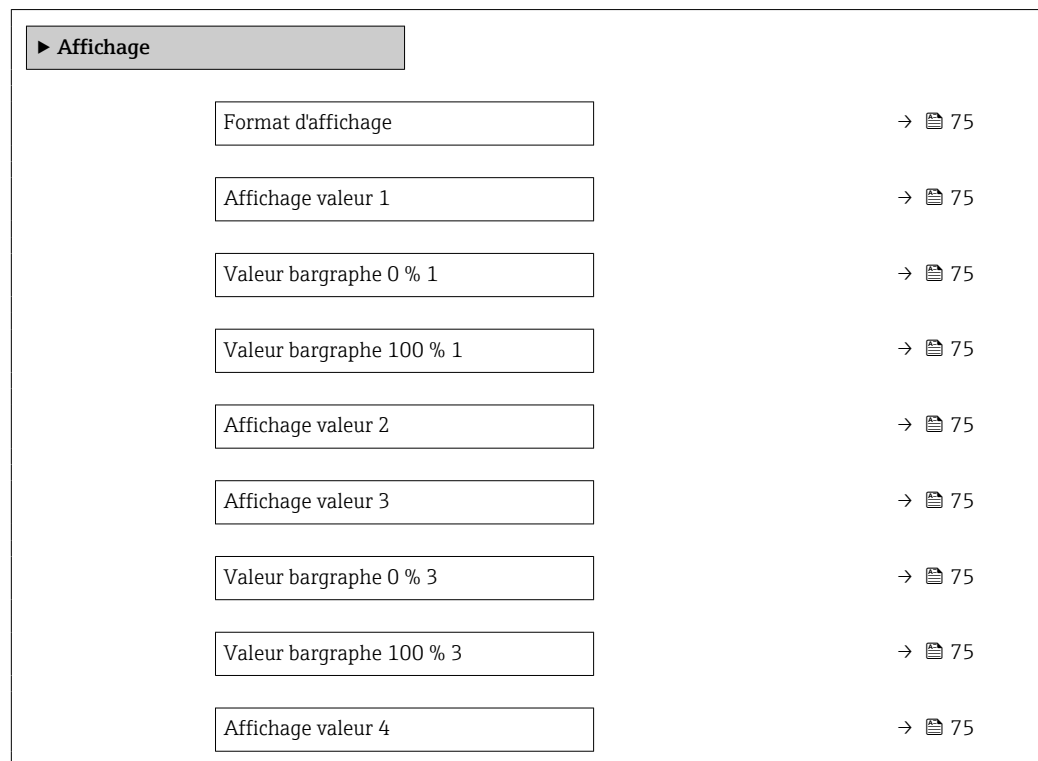 ▶ Affichage
Format d'affichage → 75
Affichage valeur 1 → 75
Valeur bargraphe 0 % 1 → 75
Valeur bargraphe 100 % 1 → 75
Affichage valeur 2 → 75
Affichage valeur 3 → 75
Valeur bargraphe 0 % 3 → 75
Valeur bargraphe 100 % 3 → 75
Affichage valeur 4 → 75